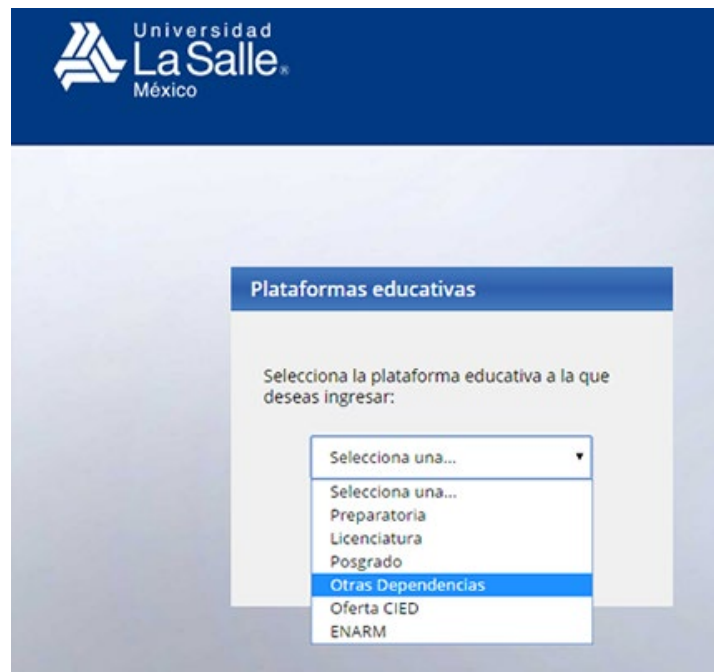 Universidad
La Salle®
México
Plataformas educativas
Selecciona la plataforma educativa a la que
deseas ingresar:
Selecciona una...
Selecciona una...
Preparatoria
Licenciatura
Posgrado
Otras Dependencias
Oferta CIED
ENARM